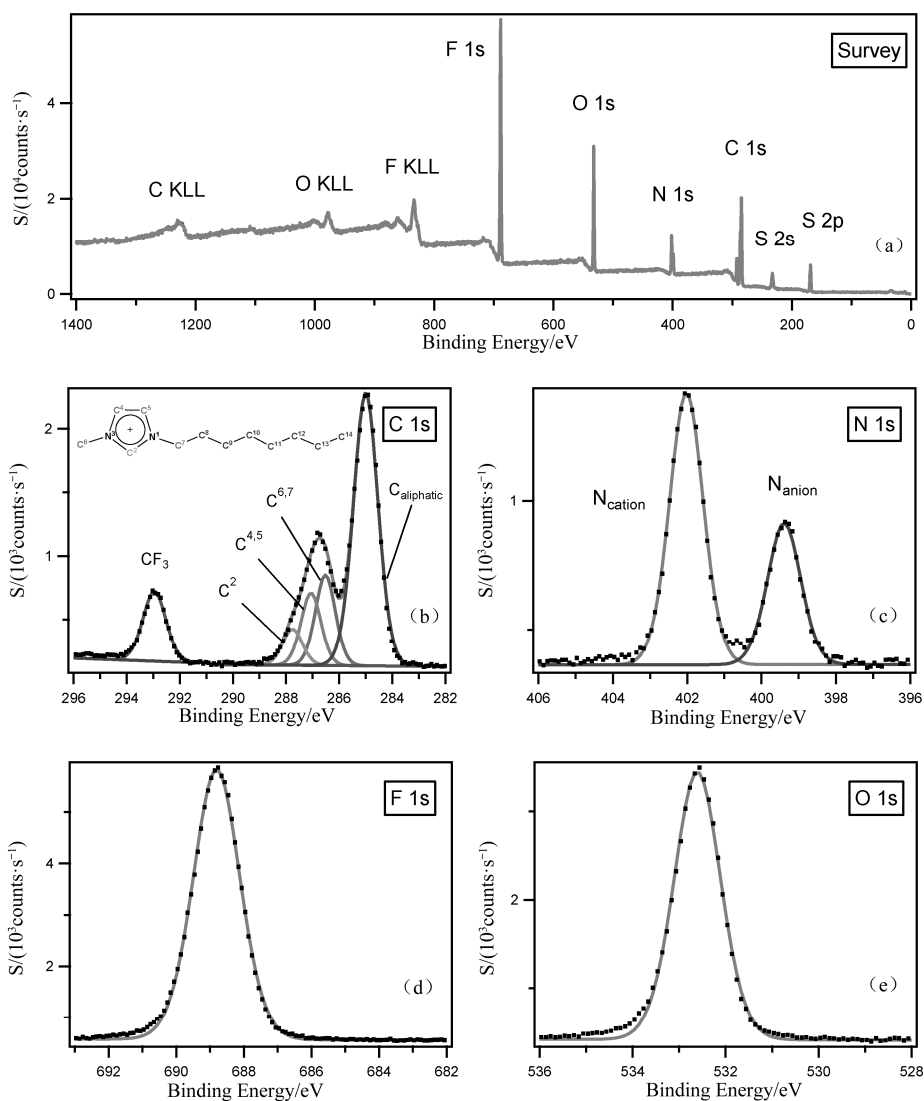 Survey
F 1s
O 1s
C 1s
N 1s
S 2s
S 2p
C KLL
O KLL
F KLL
(a)
S/(10⁴counts·s⁻¹)
4
2
0
1400 1200 1000 800 600 400 200 0
Binding Energy/eV
C 1s
C⁴ C⁵
C⁶ N³ + N¹ C⁸ C¹⁰ C¹² C¹⁴
C² C⁷ C⁹ C¹¹ C¹³
C⁶,⁷
C⁴,⁵
C²
C aliphatic
CF₃
(b)
S/(10³counts·s⁻¹)
2
1
296 294 292 290 288 286 284 282
Binding Energy/eV
N 1s
N cation
N anion
(c)
S/(10³counts·s⁻¹)
1
406 404 402 400 398 396
Binding Energy/eV
F 1s
(d)
S/(10³counts·s⁻¹)
4
2
692 690 688 686 684 682
Binding Energy/eV
O 1s
(e)
S/(10³counts·s⁻¹)
2
536 534 532 530 528
Binding Energy/eV